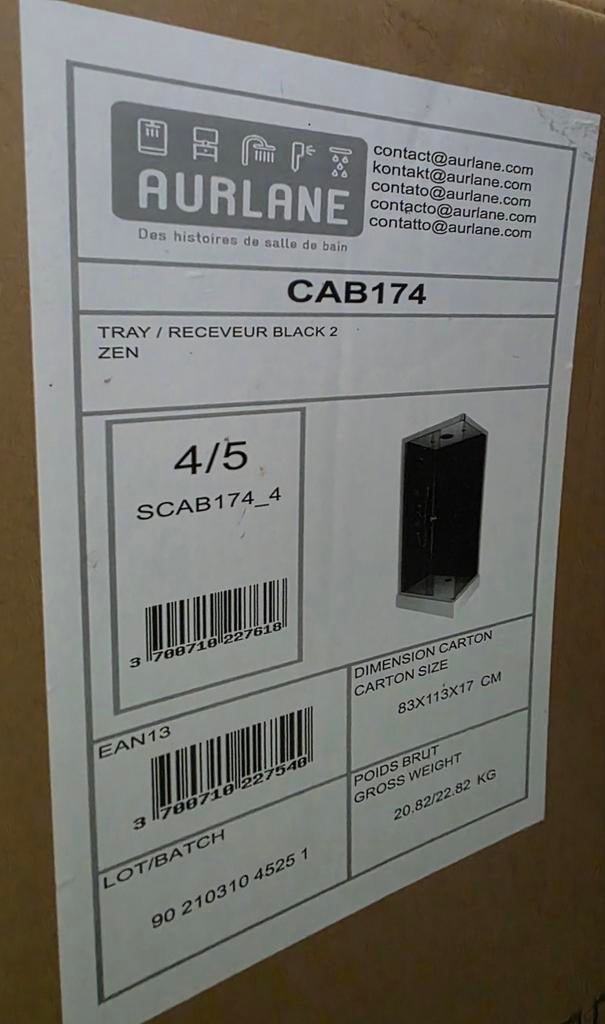 AURLANE
Des histoires de salle de bain
contact@aurlane.com
kontakt@aurlane.com
contato@aurlane.com
contacto@aurlane.com
contatto@aurlane.com
CAB174
TRAY / RECEVEUR BLACK 2
ZEN
4/5
SCAB174_4
3 700710 227618
DIMENSION CARTON
CARTON SIZE
83X113X17 CM
EAN13
3 700710 227540
POIDS BRUT
GROSS WEIGHT
20.82/22.82 KG
LOT/BATCH
90 210310 4525 1